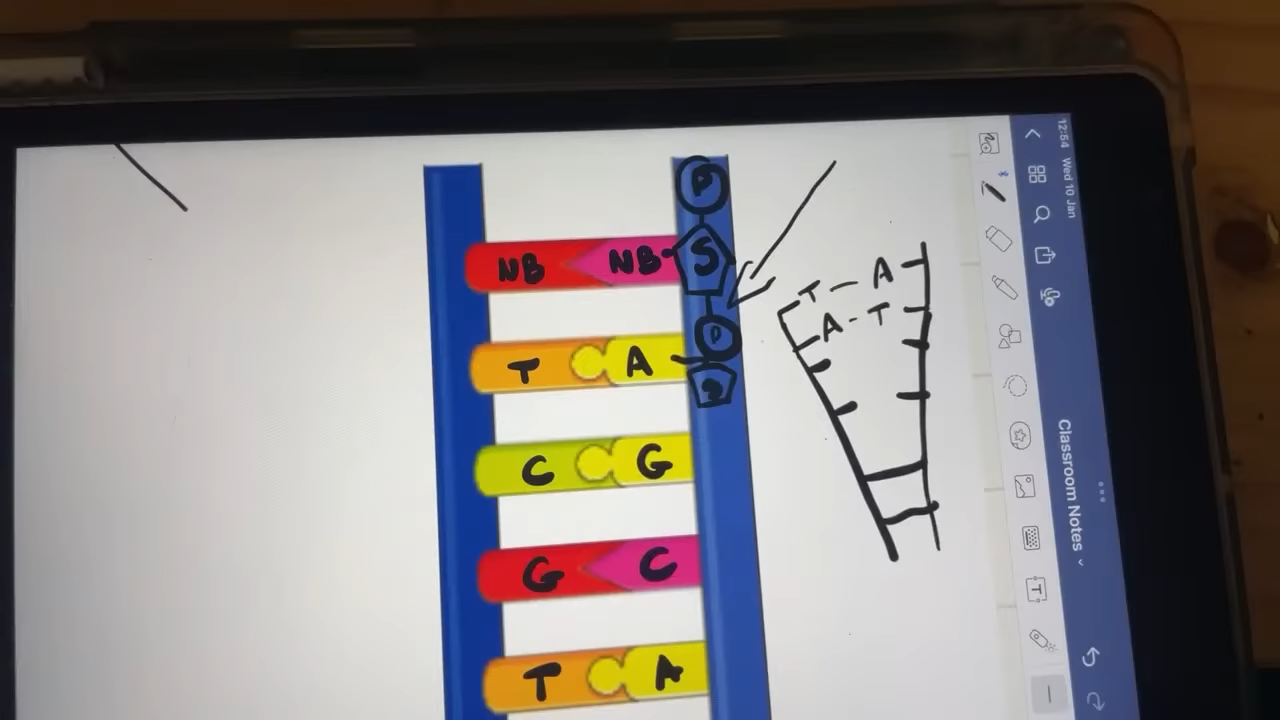 12:54 Wed 10 Jan
Classroom Notes
P
NB NB S
T A
C G
G C
T A
T - A
A - T